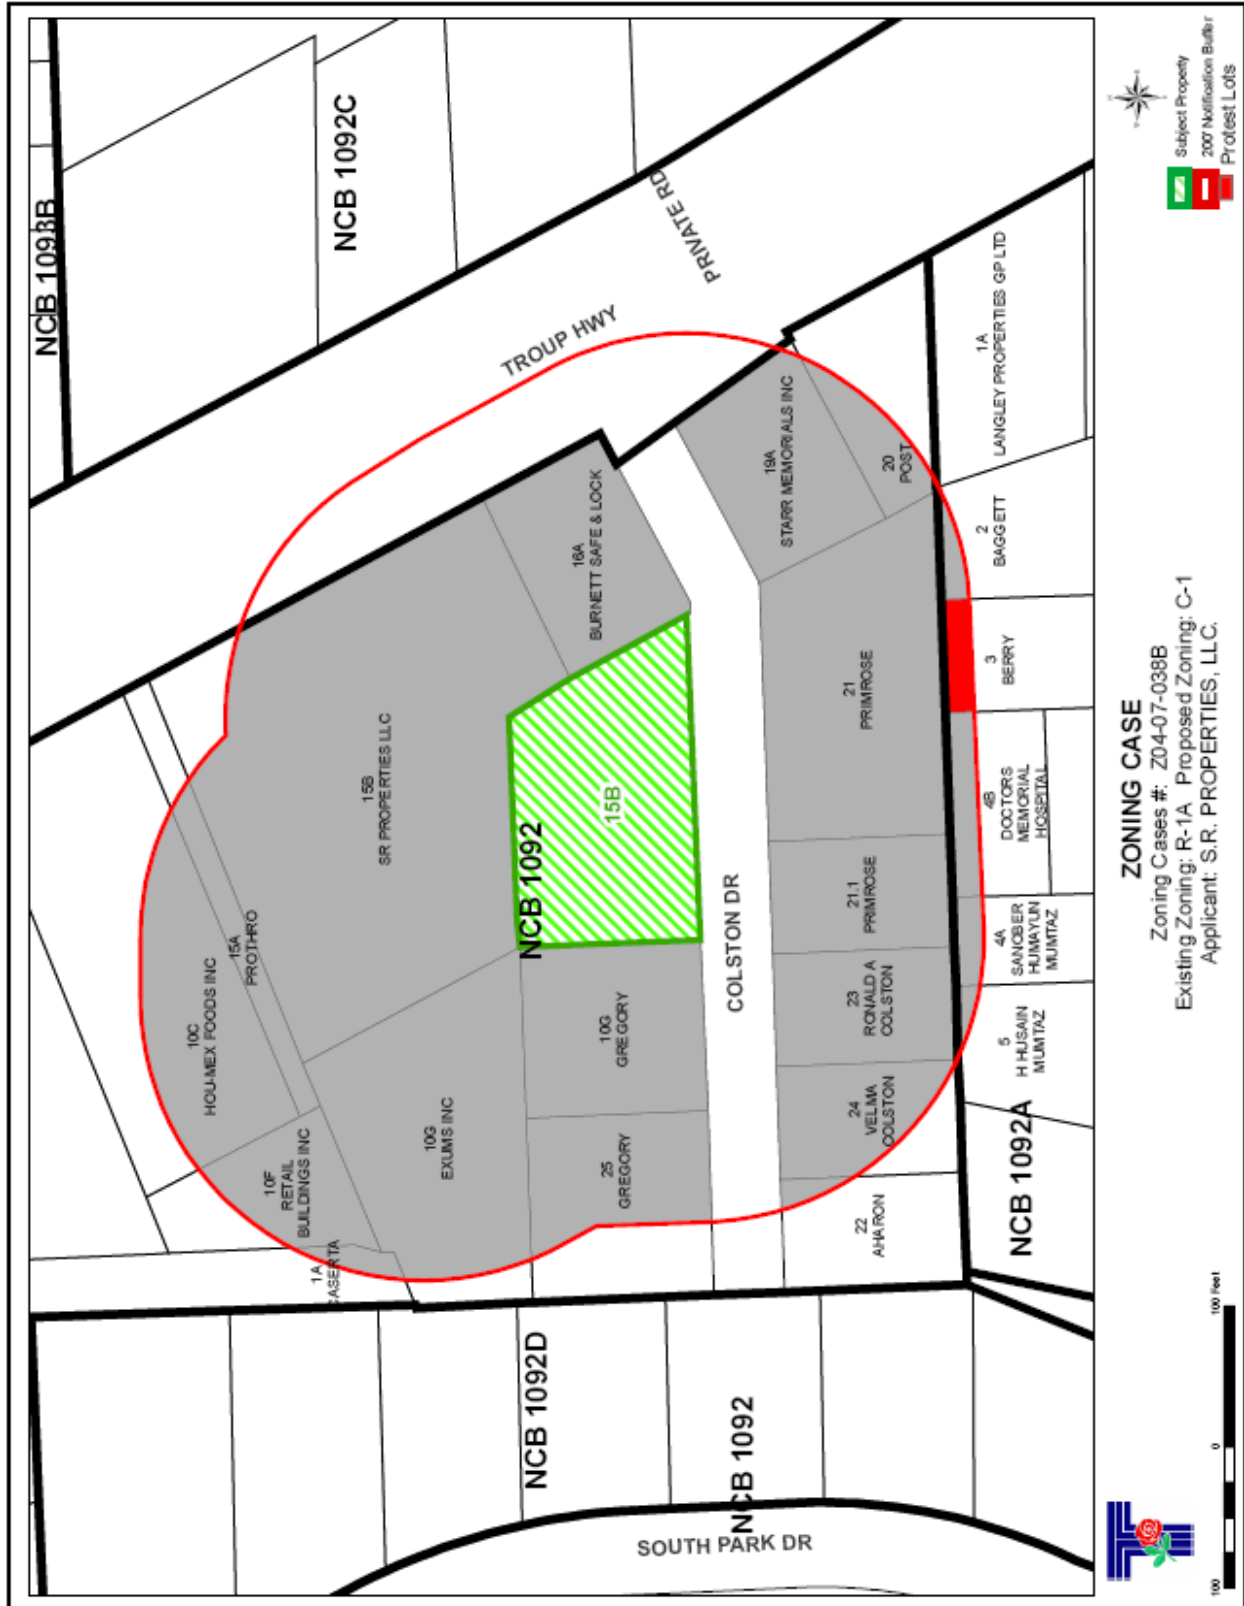 NCB 1093B
NCB 1092C
TROUP HWY
PRIVATE RD
10C
HOU-MEX FOODS INC
15A
PROTHRO
15B
SR PROPERTIES LLC
16A
BURNETT SAFE & LOCK
10F
RETAIL
BUILDINGS INC
1A
CASERTA
10G
EXUMS INC
NCB 1092
15B
10G
GREGORY
25
GREGORY
COLSTON DR
19A
STARR MEMORIALS INC
20
POST
21
PRIMROSE
21.1
PRIMROSE
23
RONALD A
COLSTON
24
VELMA
COLSTON
22
AHARON
1A
LANGLEY PROPERTIES GP LTD
2
BAGGETT
3
BERRY
4B
DOCTORS
MEMORIAL
HOSPITAL
4A
SANOBER
HUMAYUN
MUMTAZ
5
H HUSAIN
MUMTAZ
NCB 1092A
NCB 1092D
NCB 1092
SOUTH PARK DR
ZONING CASE
Zoning Cases #: Z04-07-038B
Existing Zoning: R-1A Proposed Zoning: C-1
Applicant: S.R. PROPERTIES, LLC.
Subject Property
200' Notification Buffer
Protest Lots
100 0 100 Feet